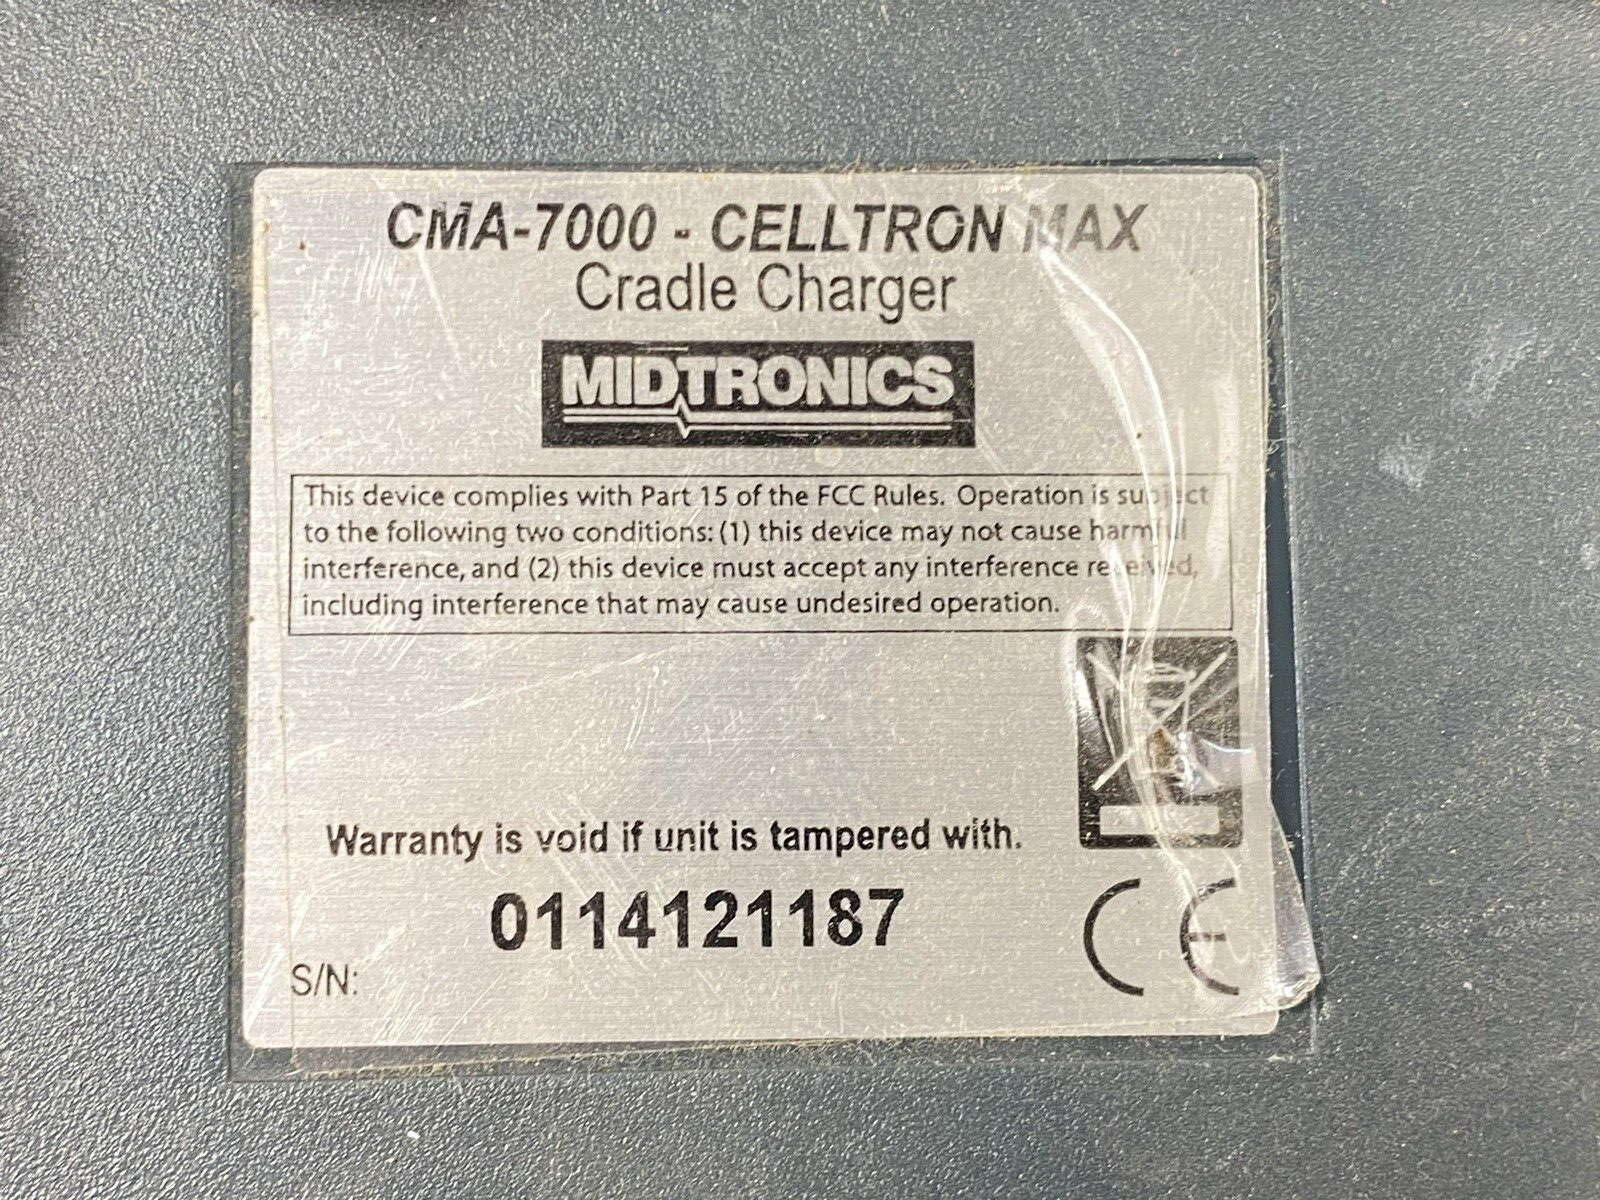 CMA-7000 - CELLTRON MAX
Cradle Charger
MIDTRONICS
This device complies with Part 15 of the FCC Rules. Operation is subject
to the following two conditions: (1) this device may not cause harmful
interference, and (2) this device must accept any interference received,
including interference that may cause undesired operation.
Warranty is void if unit is tampered with.
0114121187
S/N:
CE